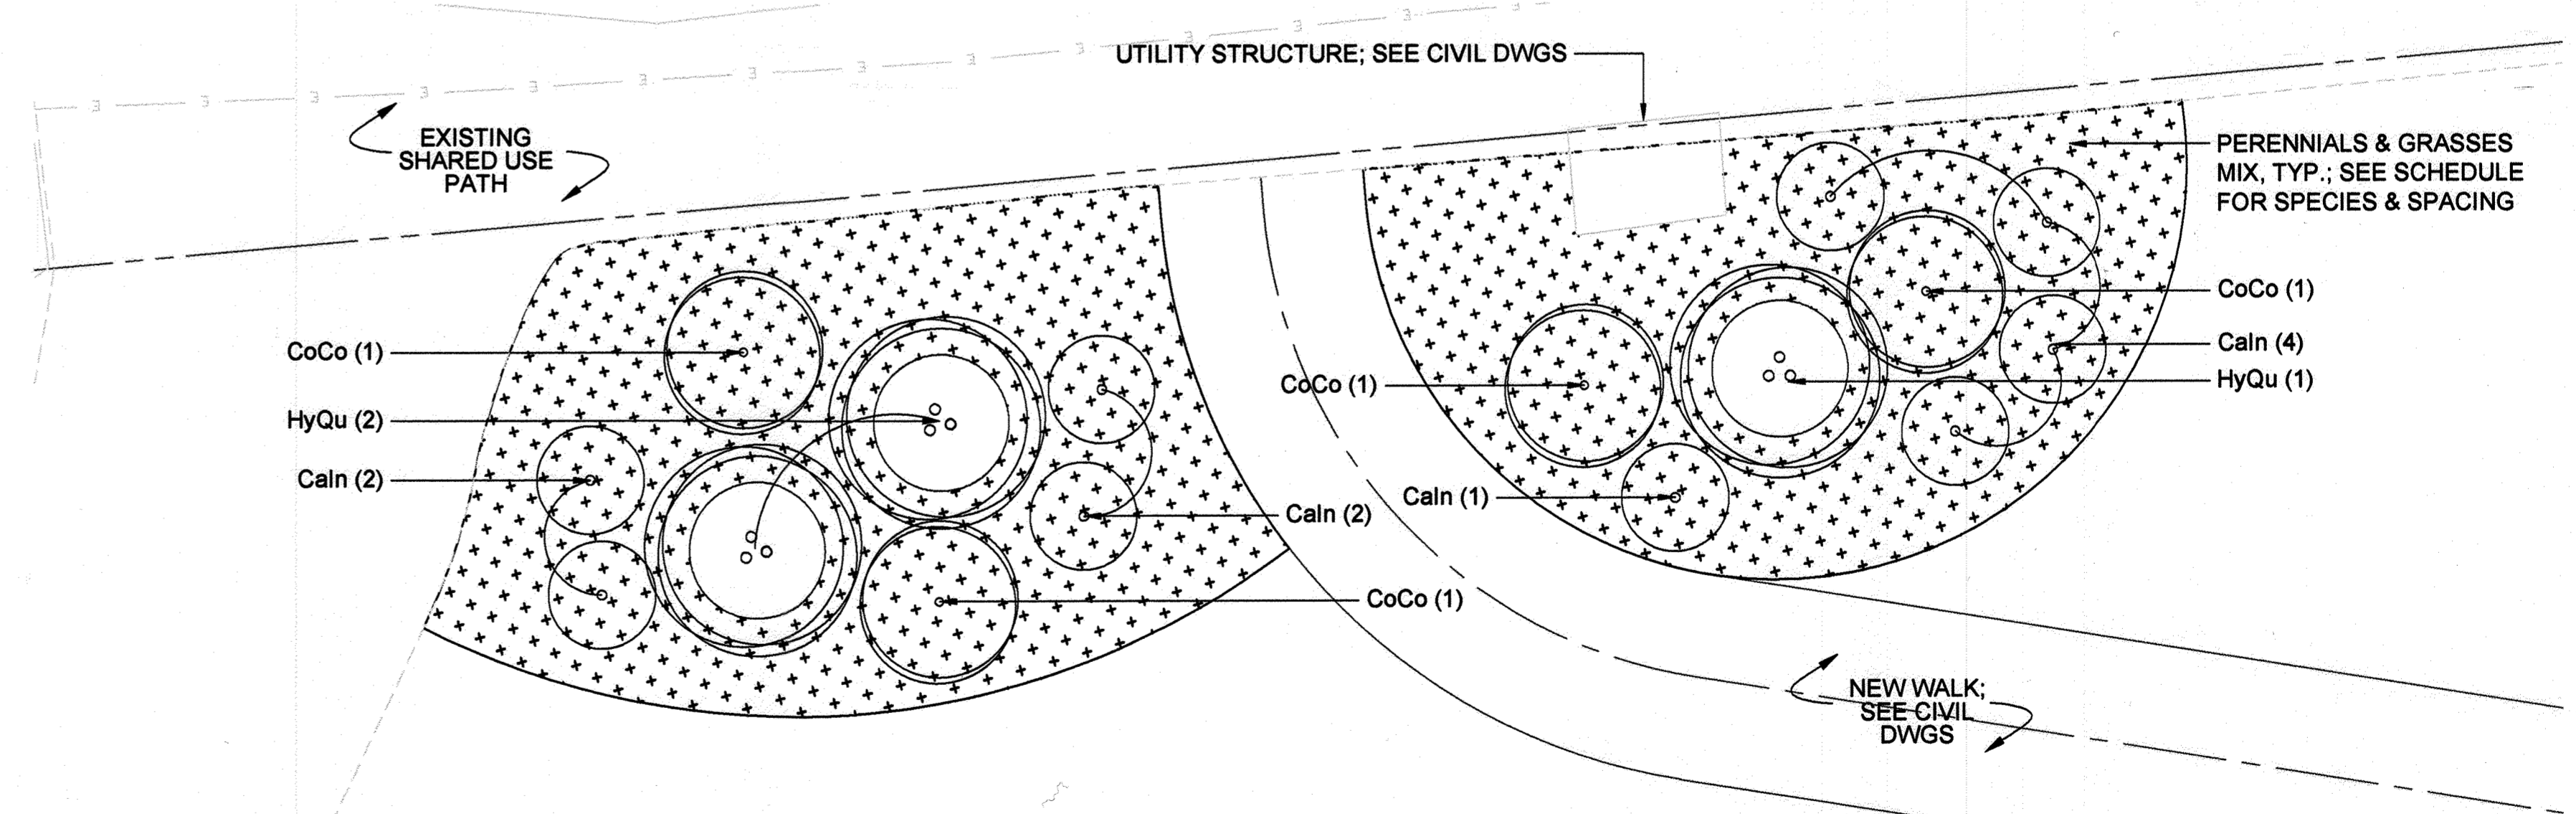 UTILITY STRUCTURE; SEE CIVIL DWGS
E E E E E E E E E E E E E E
EXISTING
SHARED USE
PATH
PERENNIALS & GRASSES
MIX, TYP.; SEE SCHEDULE
FOR SPECIES & SPACING
CoCo (1)
HyQu (2)
CaIn (2)
CaIn (2)
CoCo (1)
CoCo (1)
CaIn (1)
CoCo (1)
CaIn (4)
HyQu (1)
NEW WALK;
SEE CIVIL
DWGS